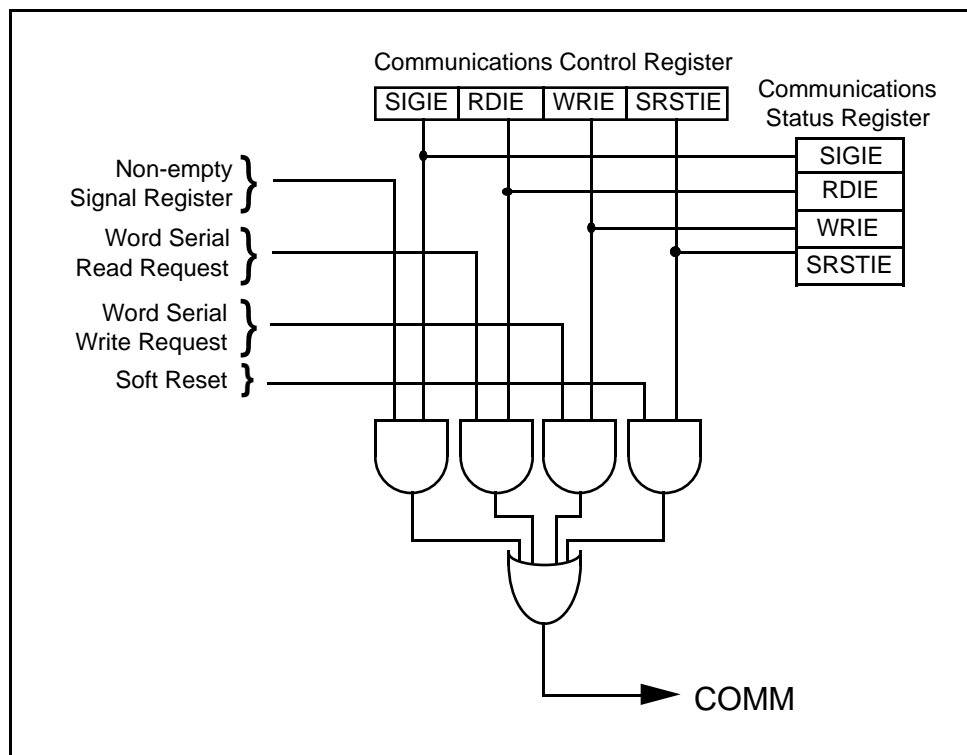 Communications Control Register
SIGIE RDIE WRIE SRSTIE
Communications
Status Register
SIGIE
RDIE
WRIE
SRSTIE
Non-empty
Signal Register
Word Serial
Read Request
Word Serial
Write Request
Soft Reset
COMM